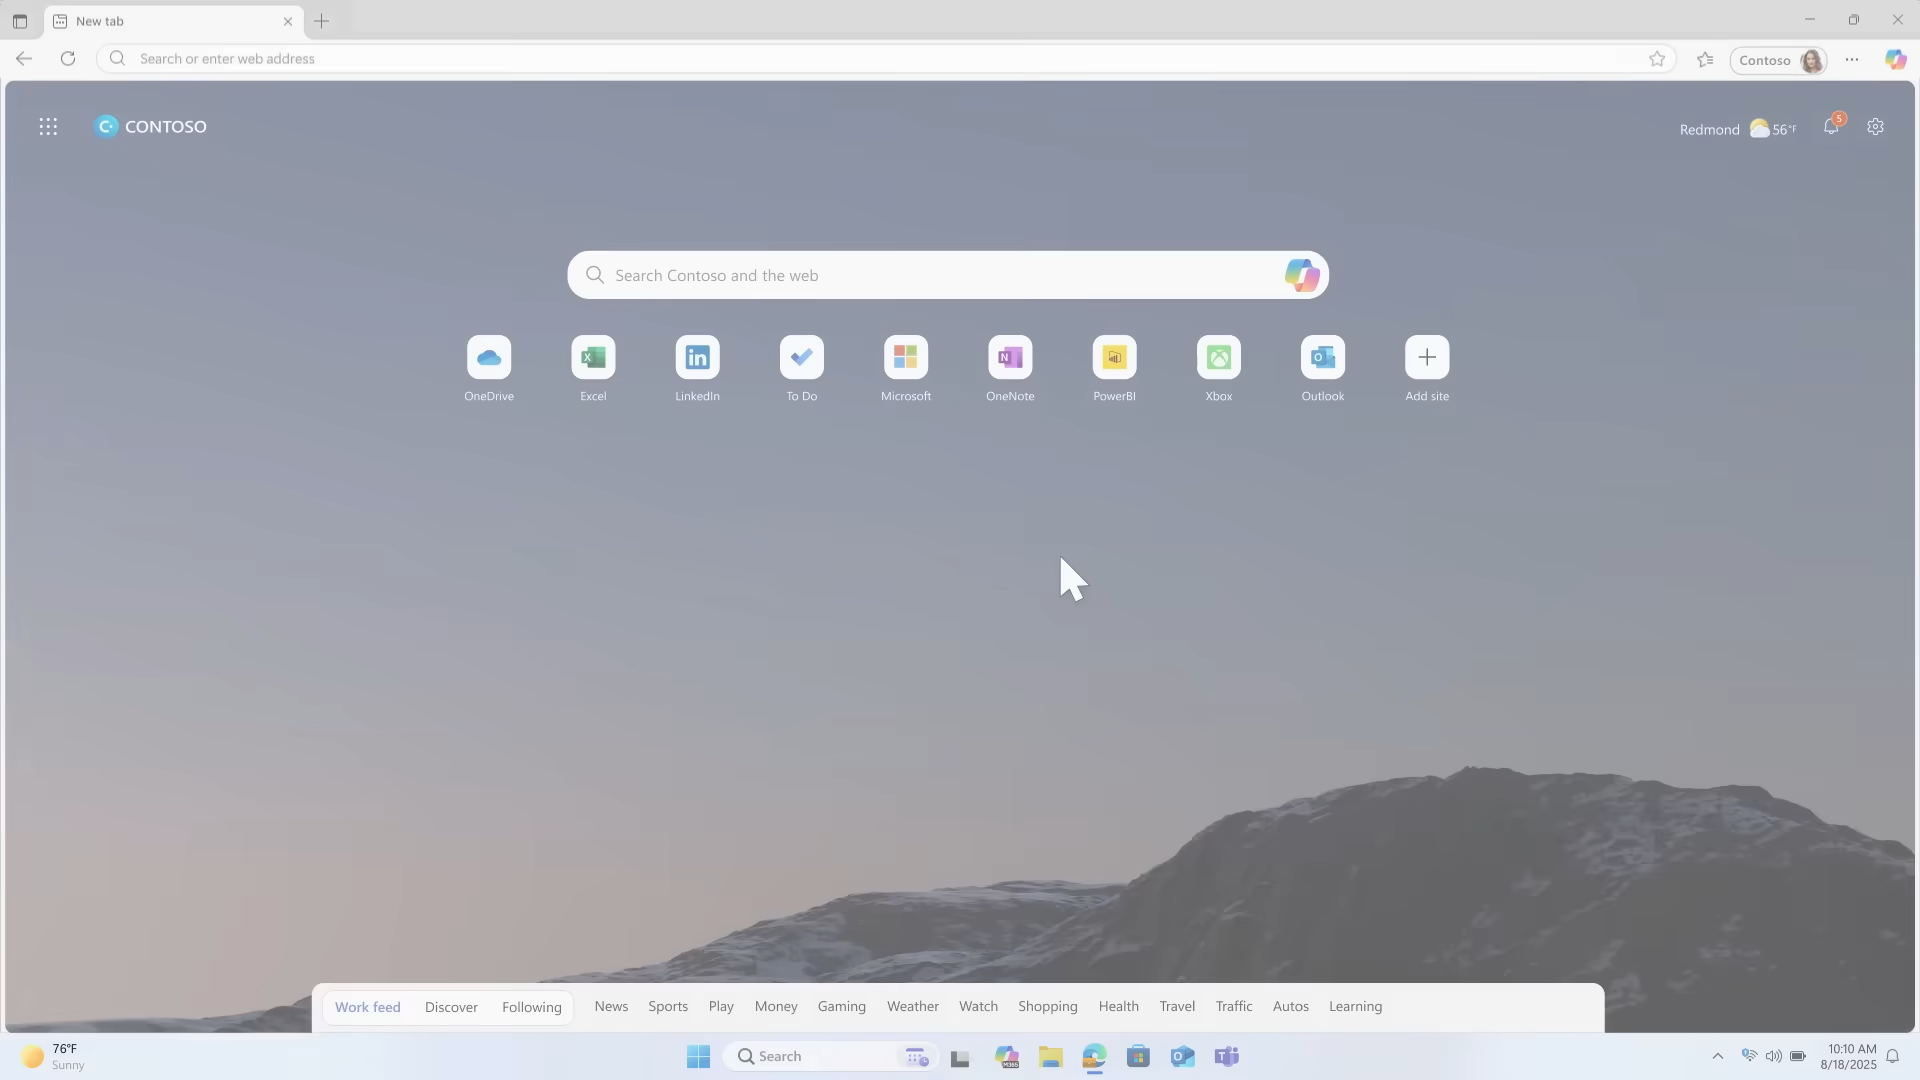 New tab
Search or enter web address
Contoso
CONTOSO
Redmond 56°F
5
Search Contoso and the web
OneDrive
Excel
LinkedIn
To Do
Microsoft
OneNote
PowerBI
Xbox
Outlook
Add site
Work feed
Discover
Following
News
Sports
Play
Money
Gaming
Weather
Watch
Shopping
Health
Travel
Traffic
Autos
Learning
76°F
Sunny
Search
M365
10:10 AM
8/18/2025